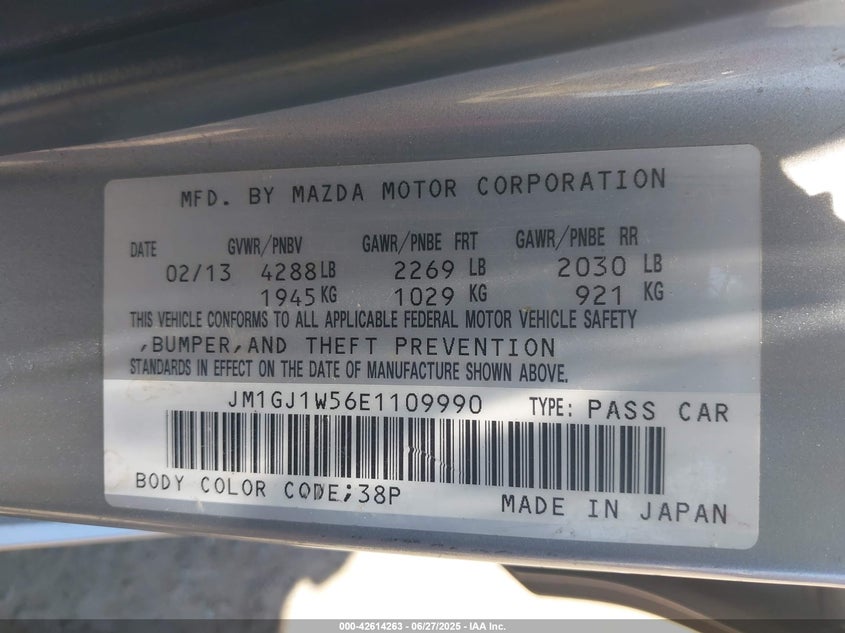 MFD. BY MAZDA MOTOR CORPORATION
DATE GVWR/PNBV GAWR/PNBE FRT GAWR/PNBE RR
02/13 4288 LB 2269 LB 2030 LB
1945 KG 1029 KG 921 KG
THIS VEHICLE CONFORMS TO ALL APPLICABLE FEDERAL MOTOR VEHICLE SAFETY
,BUMPER,AND THEFT PREVENTION
STANDARDS IN EFFECT ON THE DATE OF MANUFACTURE SHOWN ABOVE.
JM1GJ1W56E1109990 TYPE: PASS CAR
BODY COLOR CODE;38P MADE IN JAPAN
000-42614263 - 06/27/2025 - IAA Inc.